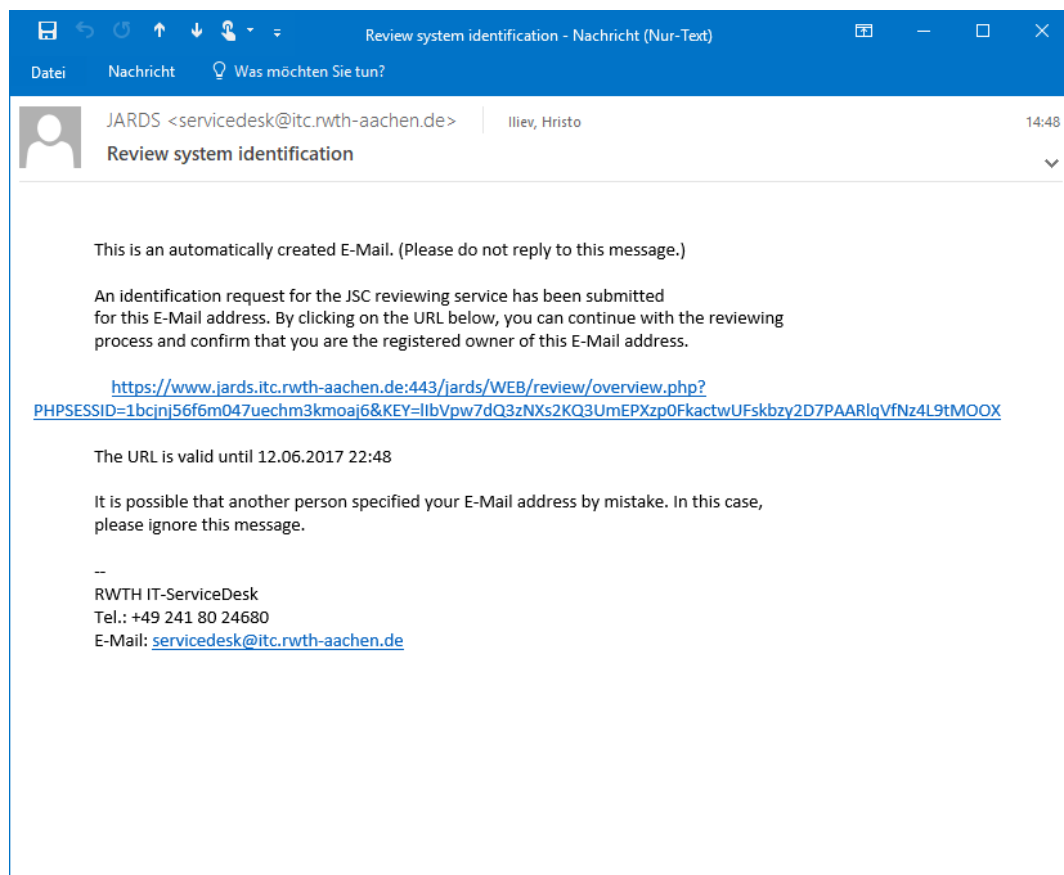 Review system identification - Nachricht (Nur-Text)
Datei Nachricht Was möchten Sie tun?
JARDS <servicedesk@itc.rwth-aachen.de> Iliev, Hristo 14:48
Review system identification
This is an automatically created E-Mail. (Please do not reply to this message.)
An identification request for the JSC reviewing service has been submitted
for this E-Mail address. By clicking on the URL below, you can continue with the reviewing
process and confirm that you are the registered owner of this E-Mail address.
https://www.jards.itc.rwth-aachen.de:443/jards/WEB/review/overview.php?
PHPSESSID=1bcjnj56f6m047uechm3kmoaj6&KEY=lIbVpw7dQ3zNXs2KQ3UmEPXzp0FkactwUFskbzy2D7PAARlqVfNz4L9tMOOX
The URL is valid until 12.06.2017 22:48
It is possible that another person specified your E-Mail address by mistake. In this case,
please ignore this message.
--
RWTH IT-ServiceDesk
Tel.: +49 241 80 24680
E-Mail: servicedesk@itc.rwth-aachen.de